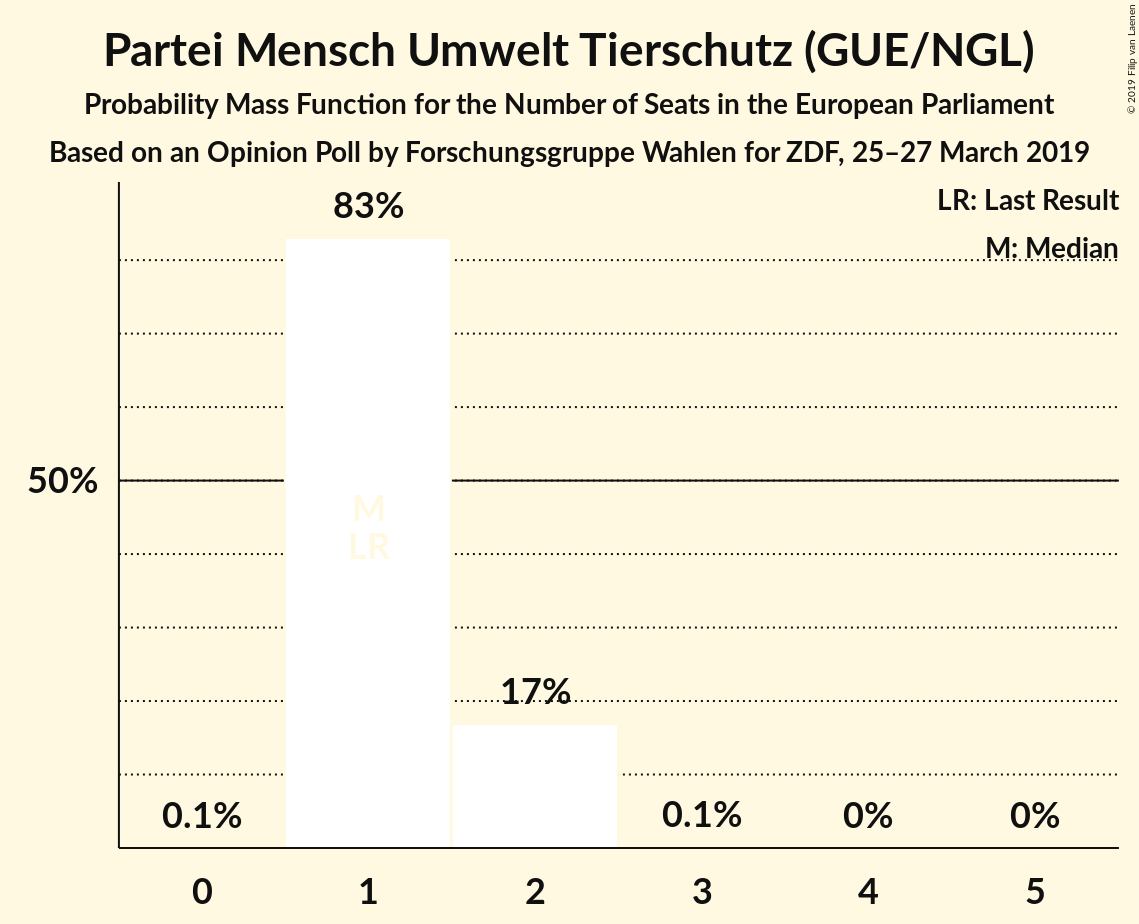 Partei Mensch Umwelt Tierschutz (GUE/NGL)
Probability Mass Function for the Number of Seats in the European Parliament
Based on an Opinion Poll by Forschungsgruppe Wahlen for ZDF, 25–27 March 2019
© 2019 Filip van Laenen
LR: Last Result
M: Median
83%
50%
M
LR
17%
0.1%
0.1%
0%
0%
0 1 2 3 4 5